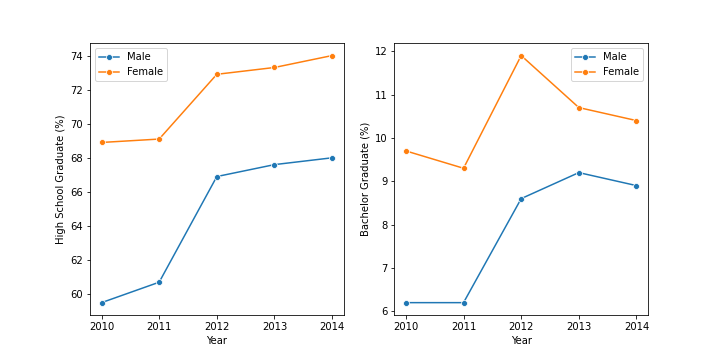 Male
Female
High School Graduate (%)
74
72
70
68
66
64
62
60
2010 2011 2012 2013 2014
Year
Male
Female
Bachelor Graduate (%)
12
11
10
9
8
7
6
2010 2011 2012 2013 2014
Year